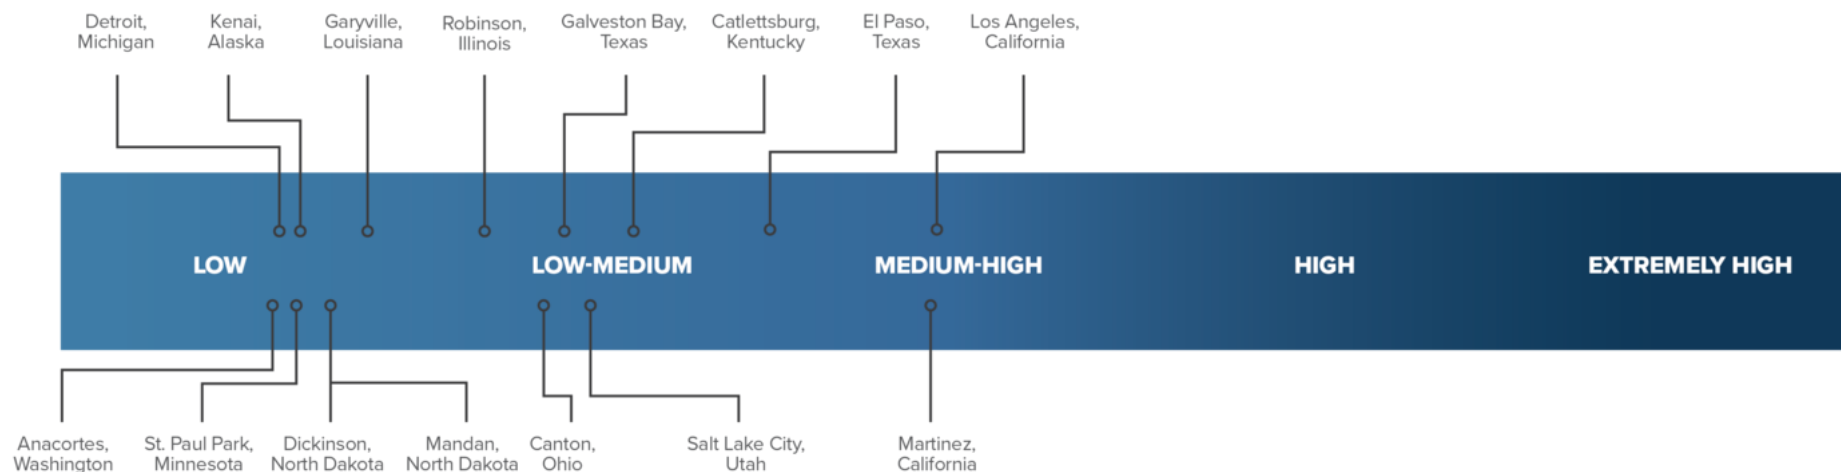 Detroit,
Michigan
Kenai,
Alaska
Garyville,
Louisiana
Robinson,
Illinois
Galveston Bay,
Texas
Catlettsburg,
Kentucky
El Paso,
Texas
Los Angeles,
California
LOW
LOW-MEDIUM
MEDIUM-HIGH
HIGH
EXTREMELY HIGH
Anacortes,
Washington
St. Paul Park,
Minnesota
Dickinson,
North Dakota
Mandan,
North Dakota
Canton,
Ohio
Salt Lake City,
Utah
Martinez,
California